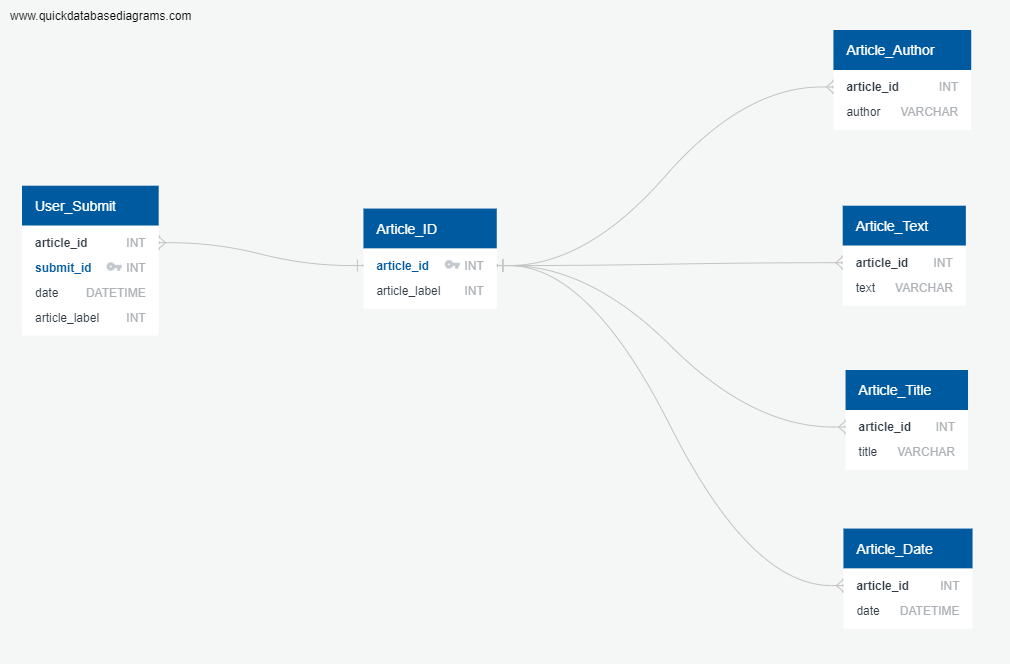 www.quickdatabasediagrams.com
User_Submit
article_id INT
submit_id INT
date DATETIME
article_label INT
Article_ID
article_id INT
article_label INT
Article_Author
article_id INT
author VARCHAR
Article_Text
article_id INT
text VARCHAR
Article_Title
article_id INT
title VARCHAR
Article_Date
article_id INT
date DATETIME